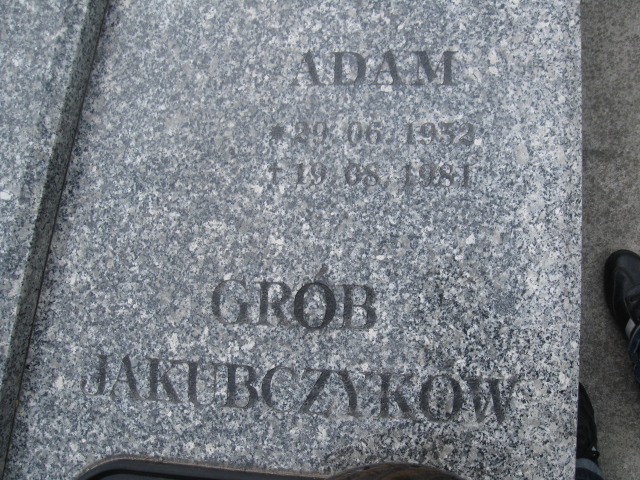 ADAM
* 29.06.1932
† 19.08.1981
GRÓB
JAKUBCZYKÓW